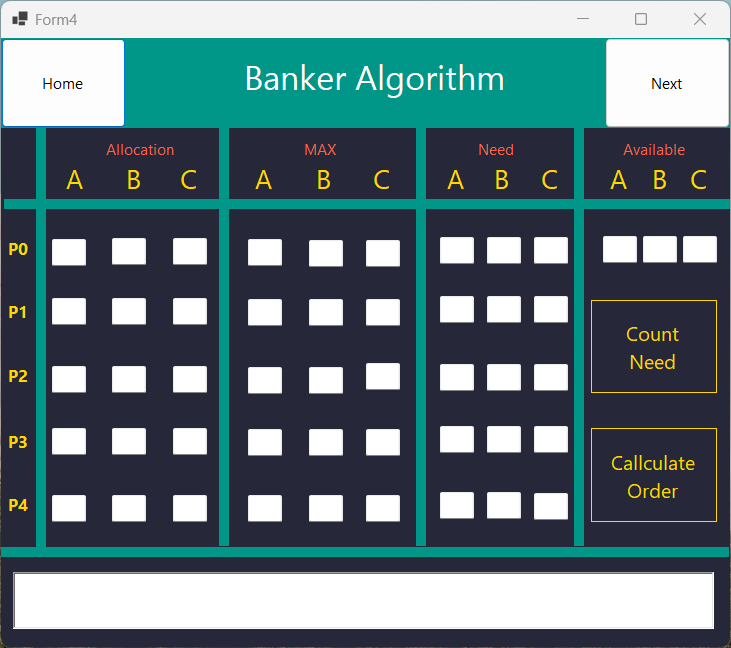 Form4
Home
Banker Algorithm
Next
Allocation
MAX
Need
Available
A B C
A B C
A B C
A B C
P0
P1
Count
Need
P2
P3
Callculate
Order
P4